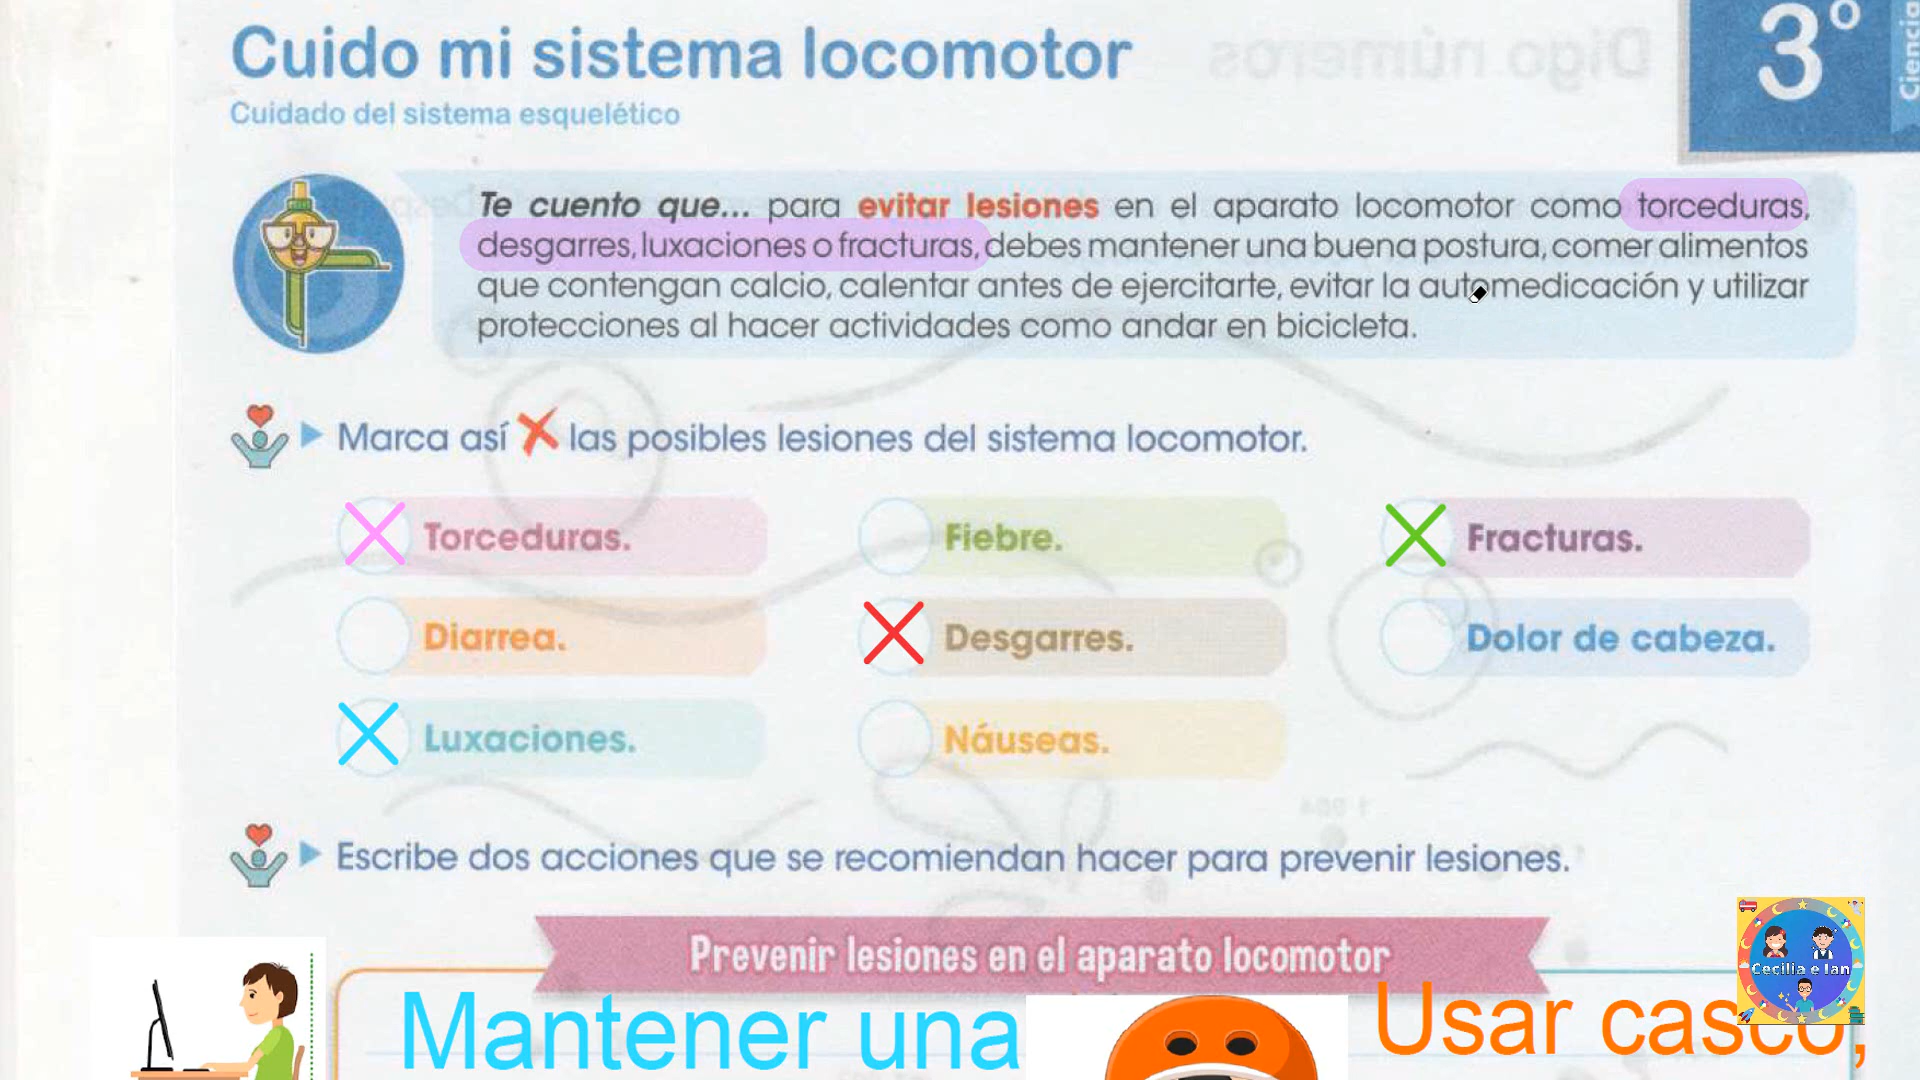 Cuido mi sistema locomotor
Digo números
3°
Ciencia
Cuidado del sistema esquelético
Te cuento que... para evitar lesiones en el aparato locomotor como torceduras,
desgarres, luxaciones o fracturas, debes mantener una buena postura, comer alimentos
que contengan calcio, calentar antes de ejercitarte, evitar la automedicación y utilizar
protecciones al hacer actividades como andar en bicicleta.
Marca así ✗ las posibles lesiones del sistema locomotor.
Torceduras.
Fiebre.
Fracturas.
Diarrea.
Desgarres.
Dolor de cabeza.
Luxaciones.
Náuseas.
Escribe dos acciones que se recomiendan hacer para prevenir lesiones.
Prevenir lesiones en el aparato locomotor
Cecilia e Ian
Mantener una
Usar casco,